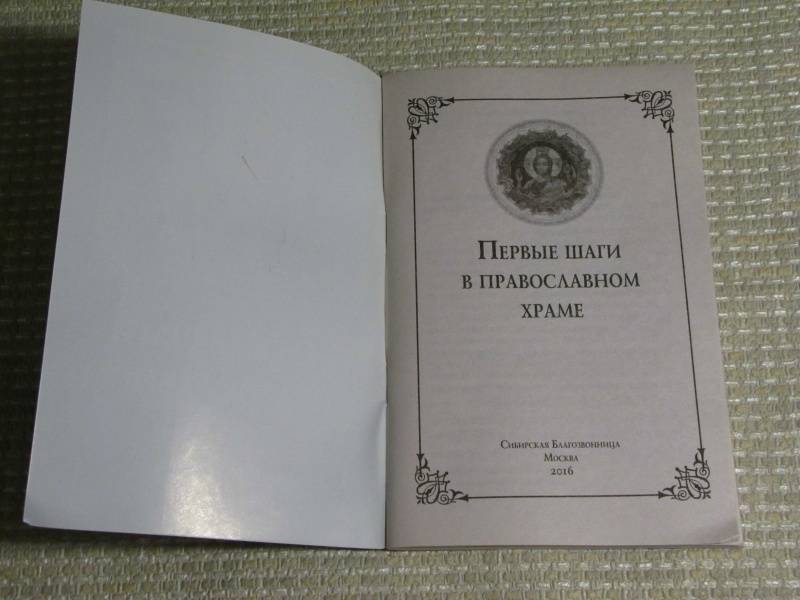 Первые шаги
в православном
храме
Сибирская Благозвонница
Москва
2016